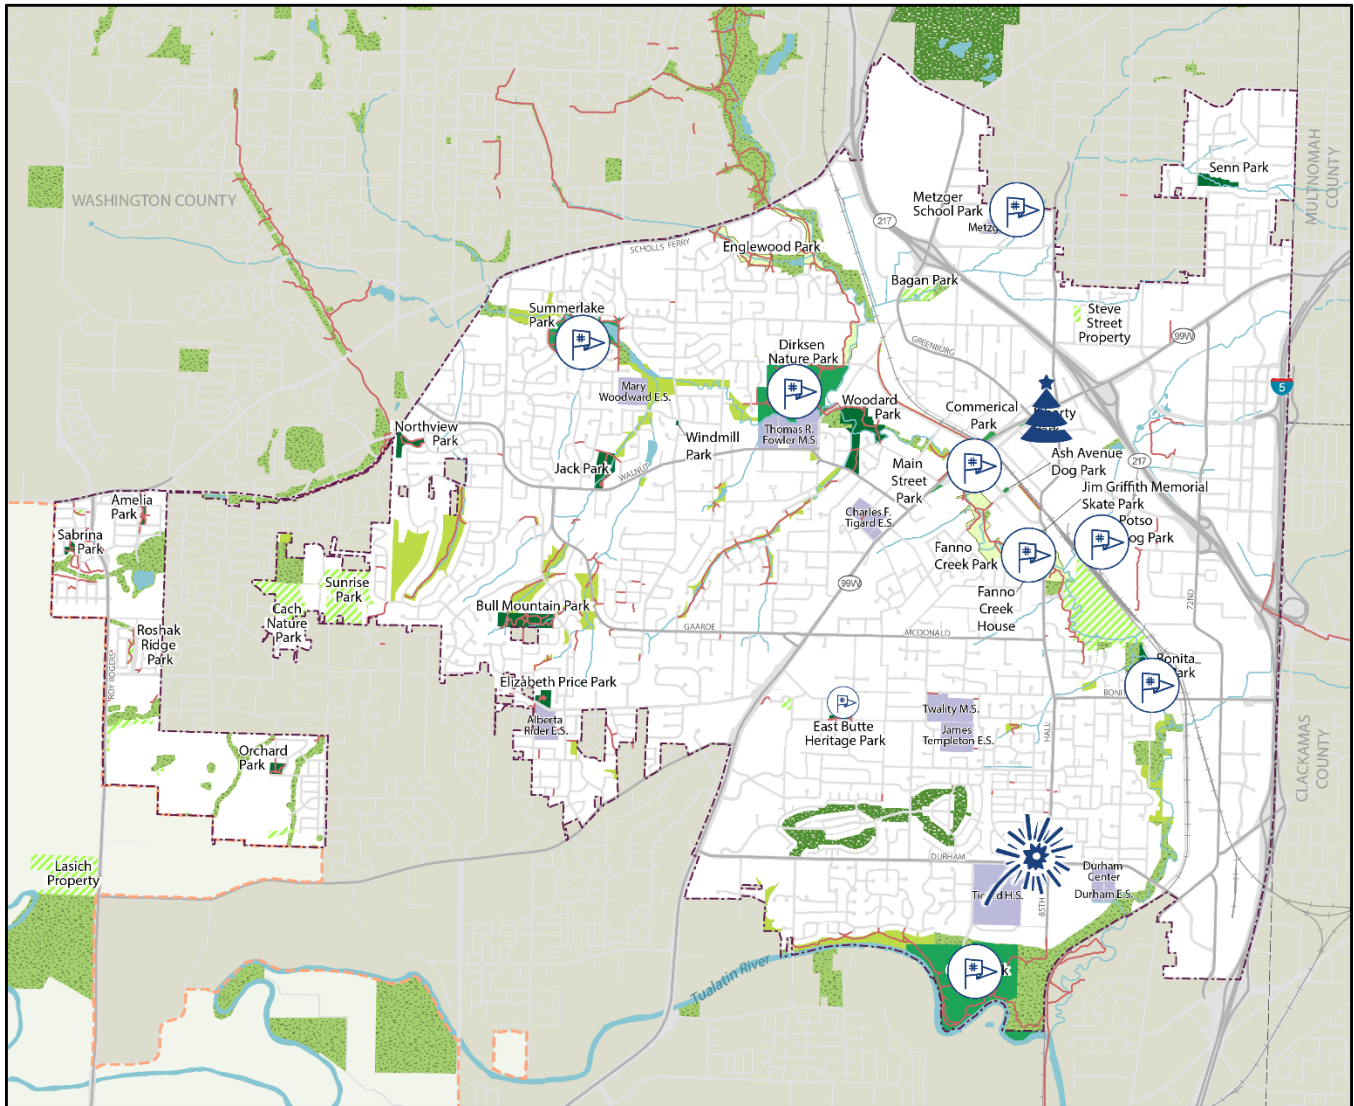 WASHINGTON COUNTY
MULTNOMAH
COUNTY
CLACKAMAS
COUNTY
Senn Park
Metzger
School Park
217
SCHOLLS FERRY
Englewood Park
Bagan Park
Steve
Street
Property
99W
GREENBURG
5
Summerlake
Park
Dirksen
Nature Park
Mary
Woodward E.S.
Woodard
Park
Commerical
Park
Thomas R.
Fowler M.S.
Northview
Park
Windmill
Park
Jack Park
WALNUT
Main
Street
Park
Ash Avenue
Dog Park
217
Jim Griffith Memorial
Skate Park
Potso
Dog Park
Amelia
Park
Sabrina
Park
Charles F.
Tigard E.S.
Fanno
Creek Park
Fanno
Creek
House
99W
72ND
Sunrise
Park
Cach
Nature
Park
Bull Mountain Park
GAARDE
MCDONALD
Roshak
Ridge
Park
ROY ROGERS
Bonita
Elizabeth Price Park
Alberta
Rider E.S.
East Butte
Heritage Park
Twality M.S.
James
Templeton E.S.
HALL
Orchard
Park
DURHAM
Durham
Center
Durham E.S.
85TH
Lasich
Property
Tualatin River
#
#
#
#
#
#
#
#
#